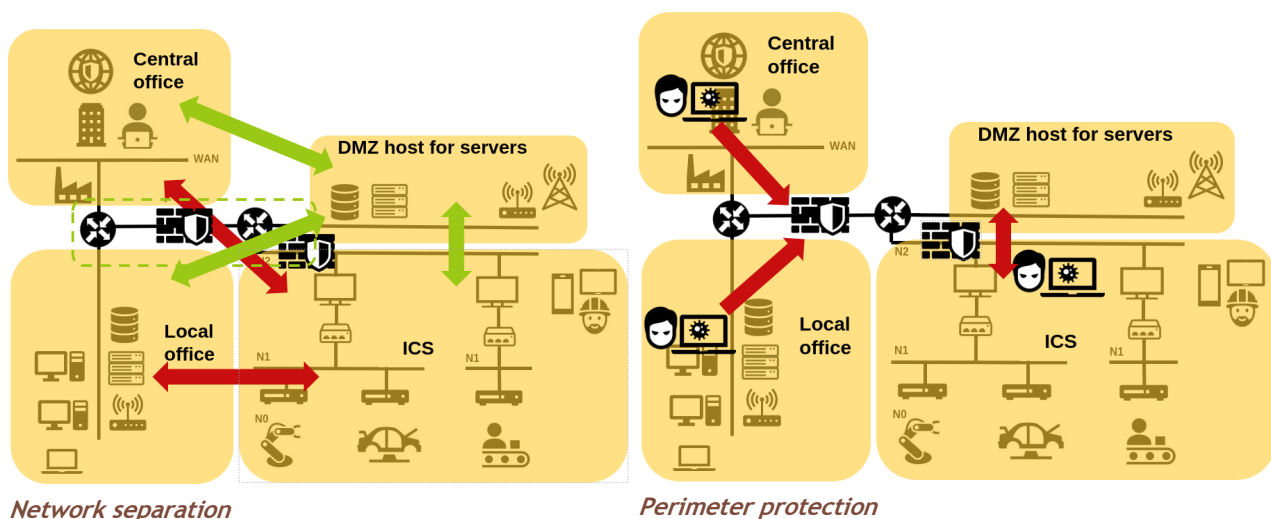 Central
office
WAN
DMZ host for servers
N2
Local
office
ICS
N1
N1
N0
Network separation
Central
office
WAN
DMZ host for servers
N2
Local
office
ICS
N1
N1
N0
Perimeter protection